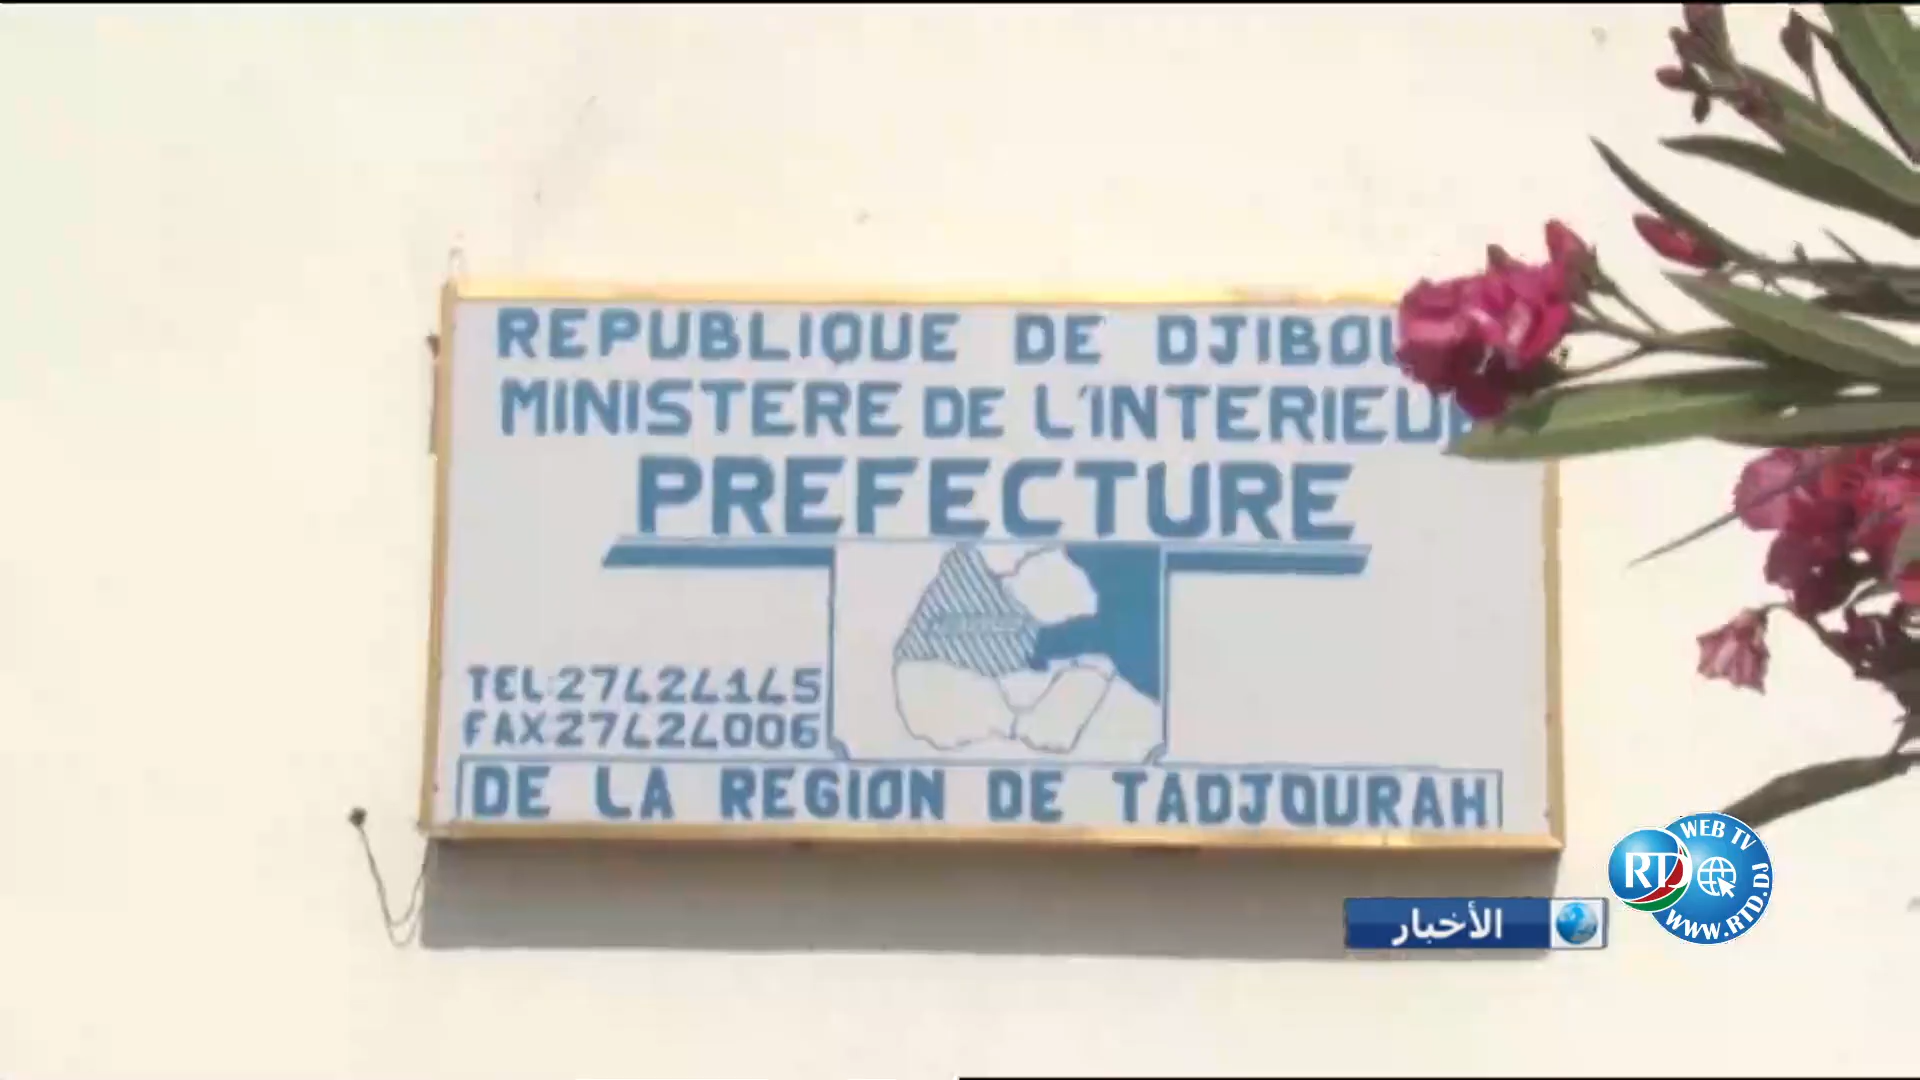 REPUBLIQUE DE DJIBOU
MINISTERE DE L'INTERIEUR
PREFECTURE
TEL:27424145
FAX27424006
DE LA REGION DE TADJOURAH
الأخبار
RTD
WEB TV
WWW.RTD.DJ